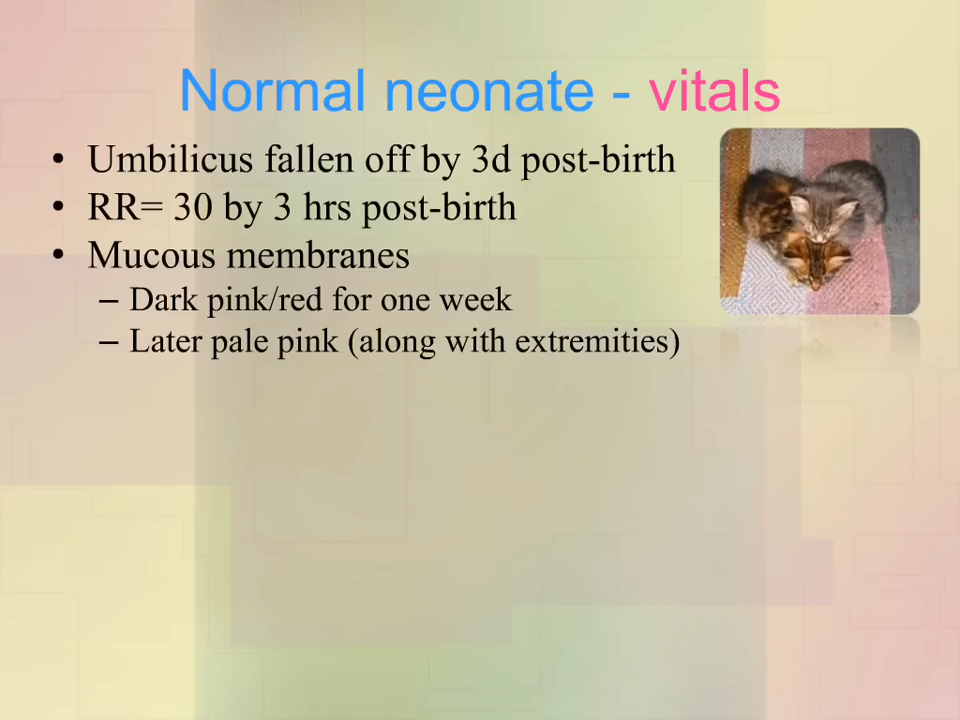 Normal neonate - vitals
• Umbilicus fallen off by 3d post-birth
• RR= 30 by 3 hrs post-birth
• Mucous membranes
– Dark pink/red for one week
– Later pale pink (along with extremities)